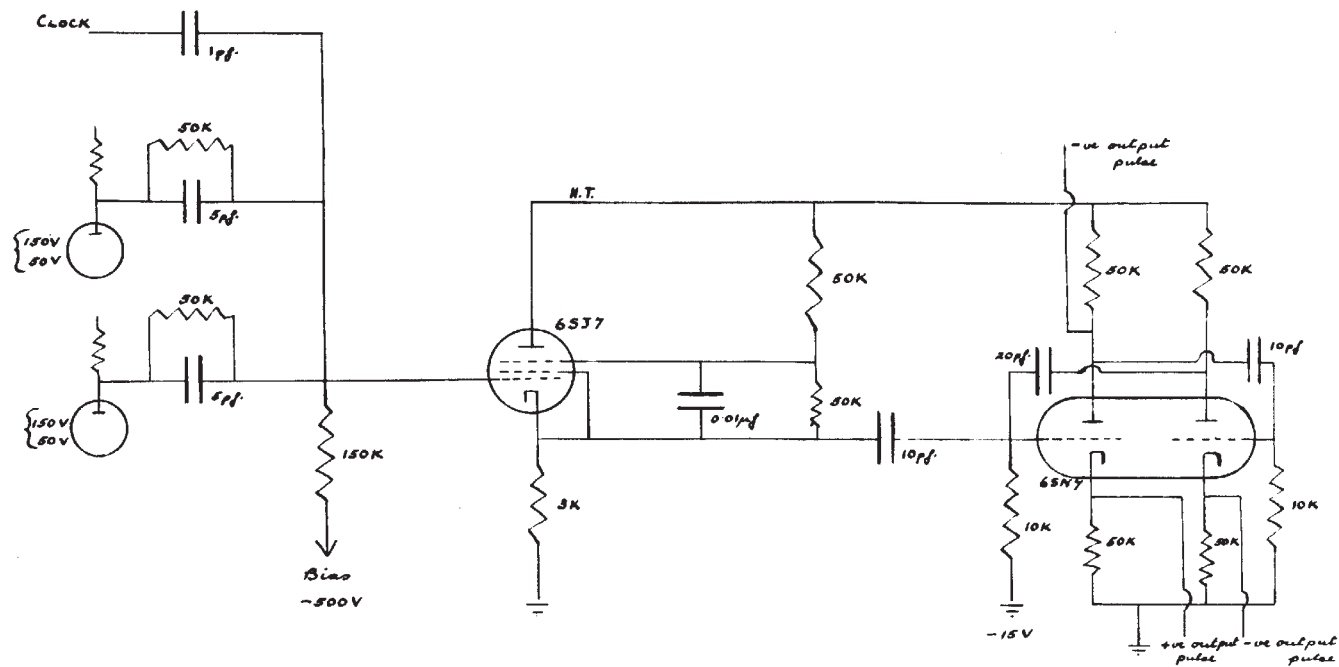 CLOCK
1pf.
50K
5pf.
{150V
50V
50K
5pf.
{150V
50V
150K
Bias
-500V
H.T.
6SJ7
3K
50K
50K
0.01μf
10pf.
-ve output
pulse
50K
50K
20pf.
10pf
6SN7
10K
-15V
50K
50K
10K
+ve output
pulse
-ve output
pulse